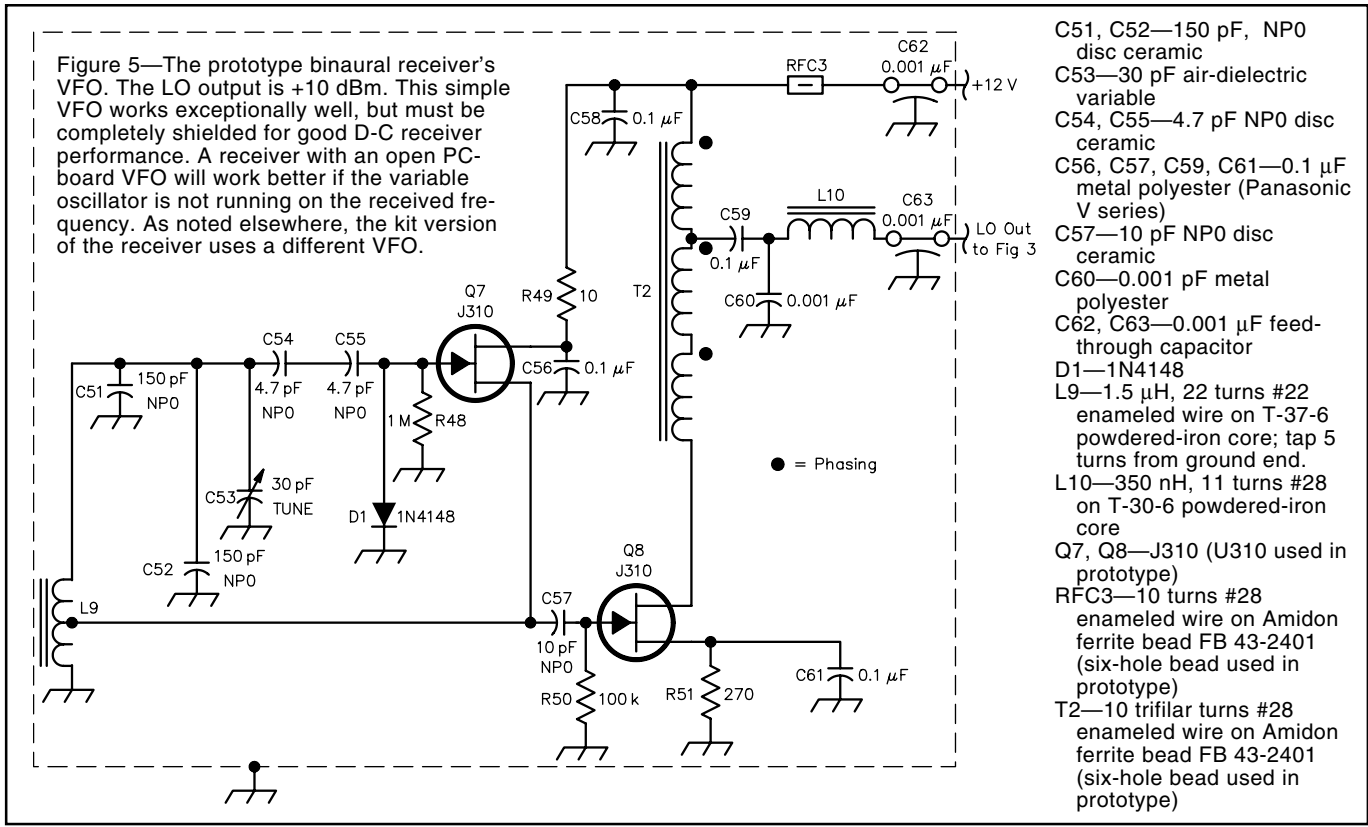 Figure 5—The prototype binaural receiver's
VFO. The LO output is +10 dBm. This simple
VFO works exceptionally well, but must be
completely shielded for good D-C receiver
performance. A receiver with an open PC-
board VFO will work better if the variable
oscillator is not running on the received fre-
quency. As noted elsewhere, the kit version
of the receiver uses a different VFO.
C62
0.001 µF
RFC3
+12 V
C58
0.1 µF
L10
C63
0.001 µF
C59
0.1 µF
LO Out
to Fig 3
C60
0.001 µF
T2
R49
10
Q7
J310
C56
0.1 µF
C54
4.7 pF
NP0
C55
4.7 pF
NP0
C51
150 pF
NP0
1 M
R48
C53
30 pF
TUNE
D1
1N4148
C52
150 pF
NP0
L9
= Phasing
Q8
J310
C57
10 pF
NP0
R50
100 k
R51
270
C61
0.1 µF
C51, C52—150 pF, NP0
disc ceramic
C53—30 pF air-dielectric
variable
C54, C55—4.7 pF NP0 disc
ceramic
C56, C57, C59, C61—0.1 µF
metal polyester (Panasonic
V series)
C57—10 pF NP0 disc
ceramic
C60—0.001 pF metal
polyester
C62, C63—0.001 µF feed-
through capacitor
D1—1N4148
L9—1.5 µH, 22 turns #22
enameled wire on T-37-6
powdered-iron core; tap 5
turns from ground end.
L10—350 nH, 11 turns #28
on T-30-6 powdered-iron
core
Q7, Q8—J310 (U310 used in
prototype)
RFC3—10 turns #28
enameled wire on Amidon
ferrite bead FB 43-2401
(six-hole bead used in
prototype)
T2—10 trifilar turns #28
enameled wire on Amidon
ferrite bead FB 43-2401
(six-hole bead used in
prototype)